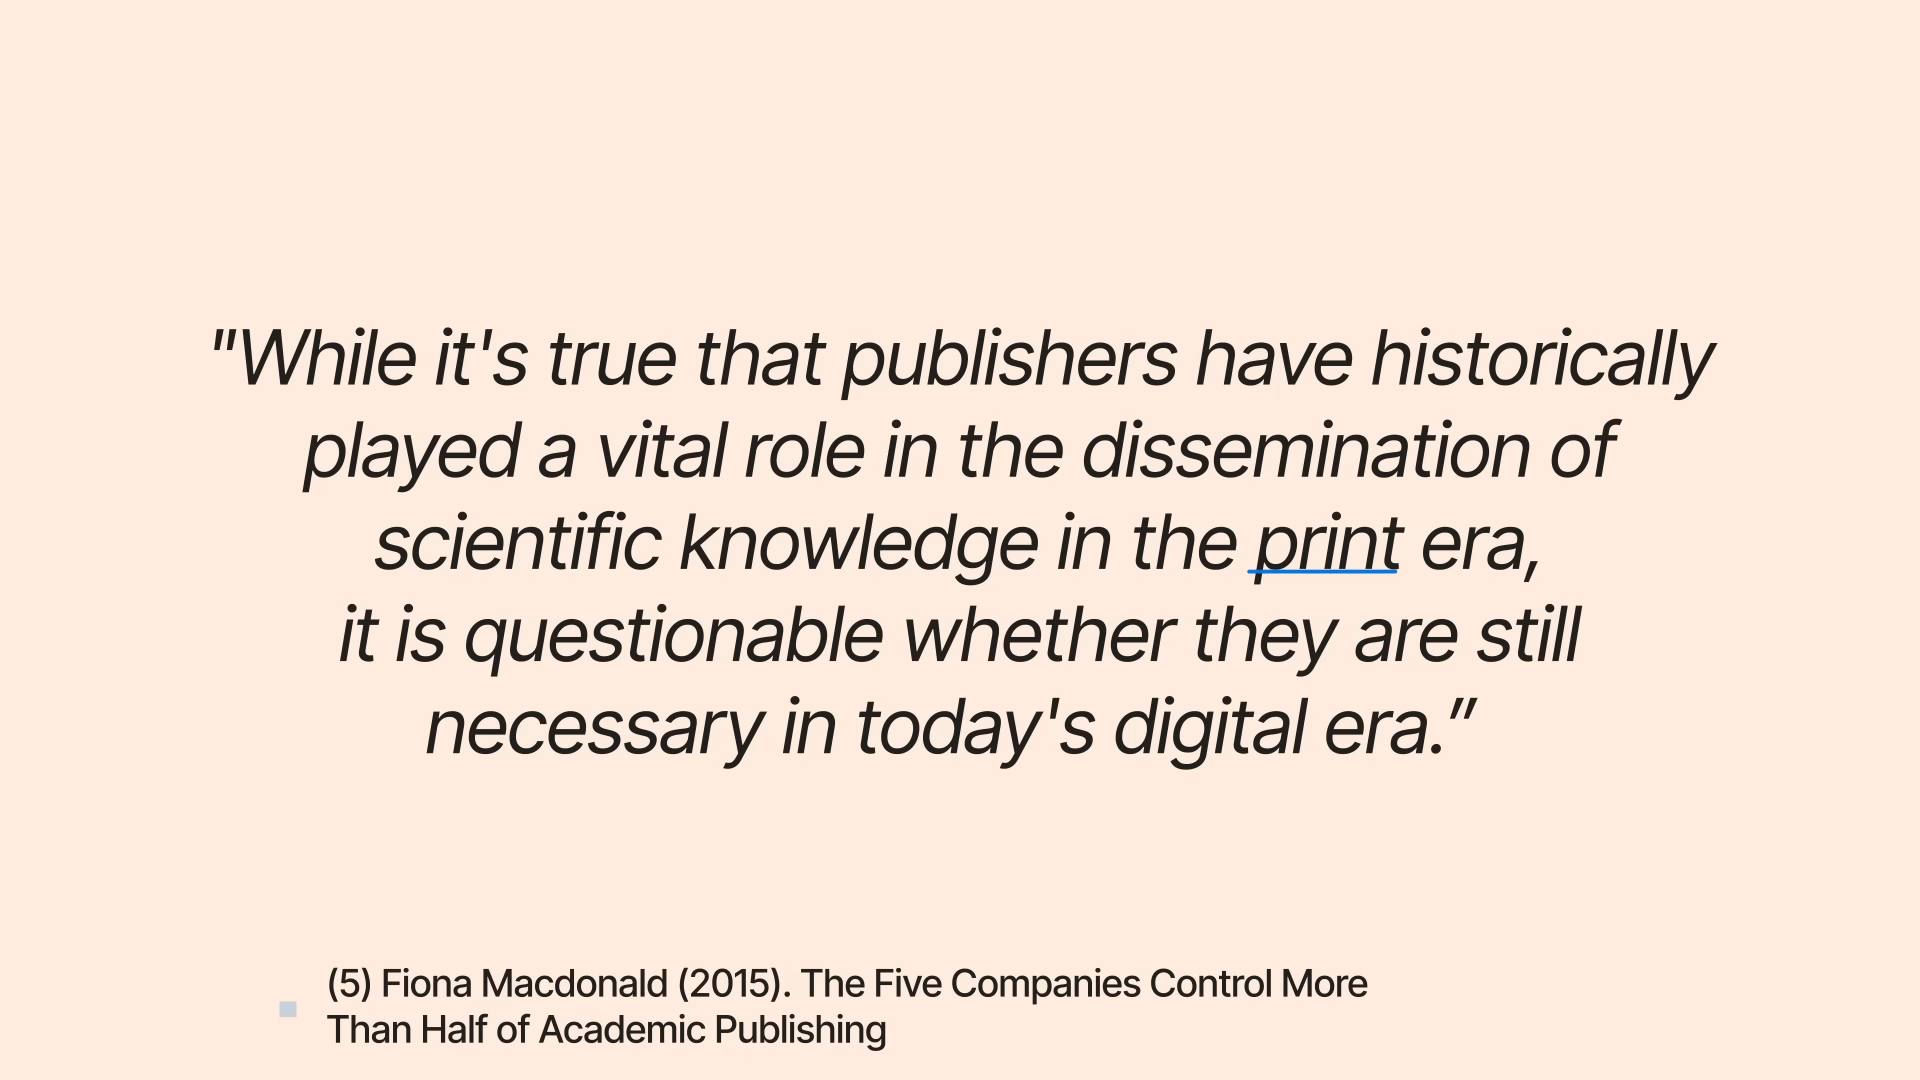 "While it's true that publishers have historically
played a vital role in the dissemination of
scientific knowledge in the print era,
it is questionable whether they are still
necessary in today's digital era.”
(5) Fiona Macdonald (2015). The Five Companies Control More
Than Half of Academic Publishing